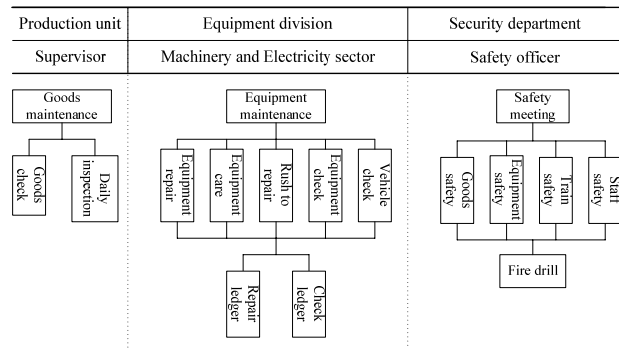 Production unit
Equipment division
Security department
Supervisor
Machinery and Electricity sector
Safety officer
Goods
maintenance
Equipment
maintenance
Safety
meeting
Goods
check
Daily
inspection
Equipment
repair
Equipment
care
Rush to
repair
Equipment
check
Vehicle
check
Goods
safety
Equipment
safety
Train
safety
Staff
safety
Repair
ledger
Check
ledger
Fire drill